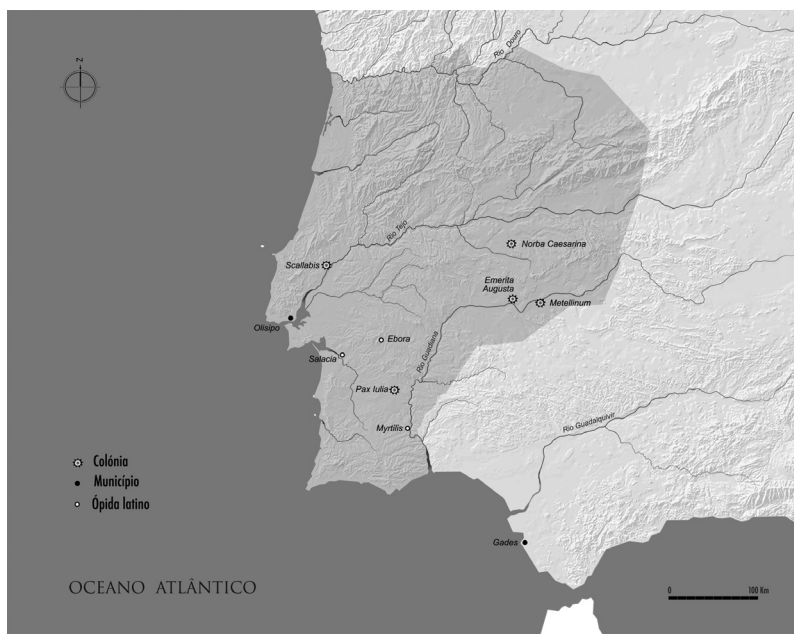 N
Rio Douro
Rio Tejo
Norba Caesarina
Scallabis
Emerita
Augusta
Metellinum
Olisipo
Ebora
Salacia
Rio Guadiana
Pax Iulia
Myrtilis
Rio Guadalquivir
Colónia
Município
Ópida latino
Gades
OCEANO ATLÂNTICO
0 100 Km